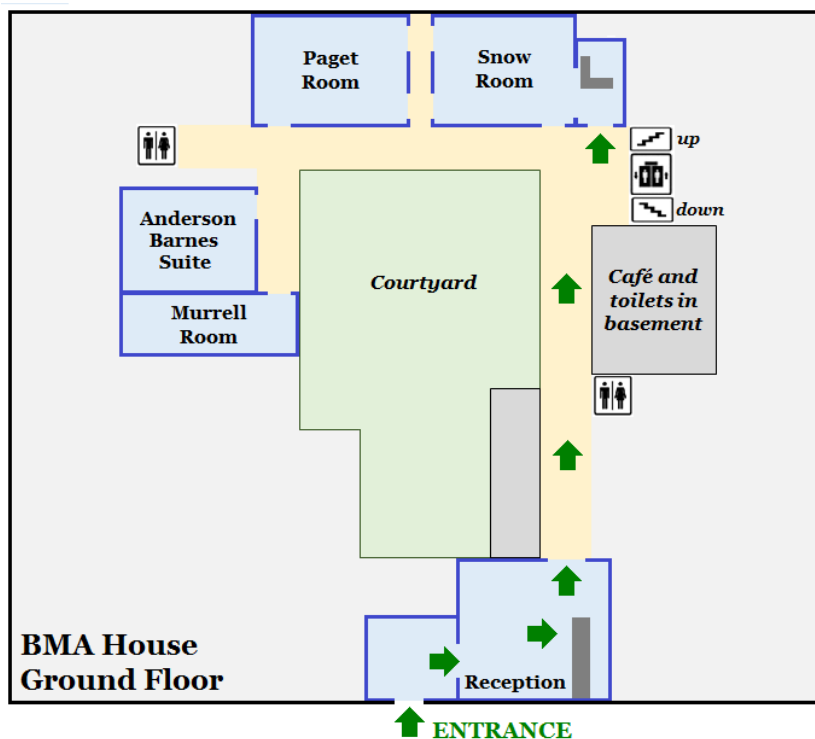 Paget
Room
Snow
Room
up
down
Anderson
Barnes
Suite
Murrell
Room
Courtyard
Café and
toilets in
basement
BMA House
Ground Floor
Reception
ENTRANCE